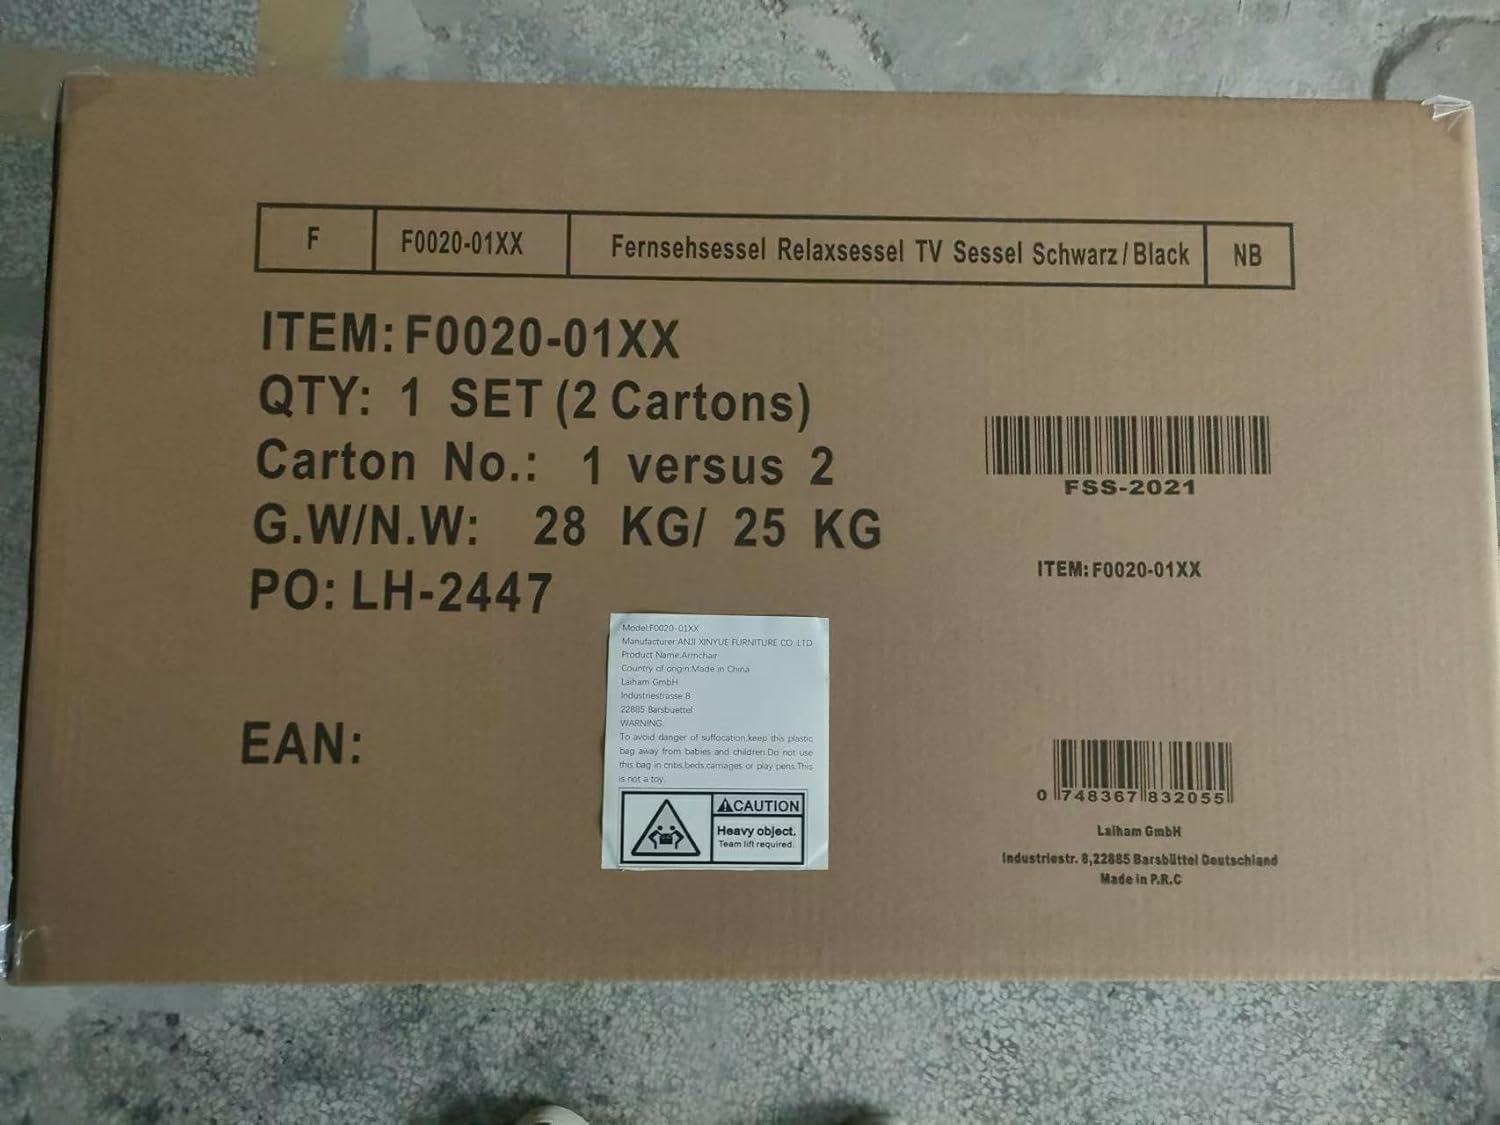 F F0020-01XX Fernsehsessel Relaxsessel TV Sessel Schwarz/Black NB
ITEM:F0020-01XX
QTY: 1 SET (2 Cartons)
Carton No.: 1 versus 2
G.W/N.W: 28 KG/ 25 KG
PO: LH-2447
EAN:
FSS-2021
ITEM:F0020-01XX
Model:F0020-01XX
Manufacturer:ANJI XINYUE FURNITURE CO.,LTD
Product Name:Armchair
Country of origin:Made in China
Laiham GmbH
Industriestrasse 8
22885 Barsbuettel
WARNING:
To avoid danger of suffocation,keep this plastic
bag away from babies and children.Do not use
this bag in cribs,beds,carriages or play pens.This
is not a toy.
CAUTION
Heavy object.
Team lift required.
0 748367 832055
Laiham GmbH
Industriestr. 8,22885 Barsbüttel Deutschland
Made in P.R.C